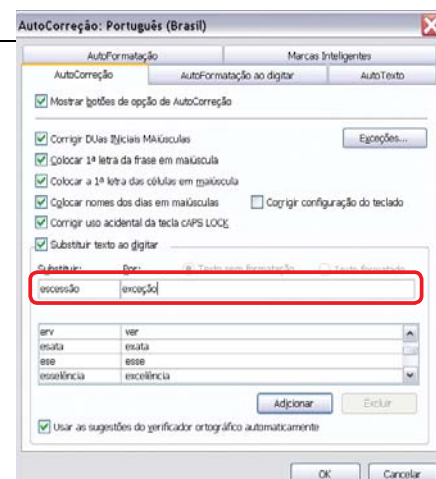 AutoCorreção: Português (Brasil)
AutoFormatação Marcas Inteligentes
AutoCorreção AutoFormatação ao digitar AutoTexto
Mostrar botões de opção de AutoCorreção
Corrigir DUas INiciais MAiúsculas Exceções...
Colocar 1ª letra da frase em maiúscula
Colocar a 1ª letra das células em maiúscula
Colocar nomes dos dias em maiúsculas Corrigir configuração do teclado
Corrigir uso acidental da tecla cAPS LOCK
Substituir texto ao digitar
Substituir: Por: Texto sem formatação Texto formatado
escessão exceção
erv ver
esata exata
ese esse
esselência excelência
Adicionar Excluir
Usar as sugestões do verificador ortográfico automaticamente
OK Cancelar